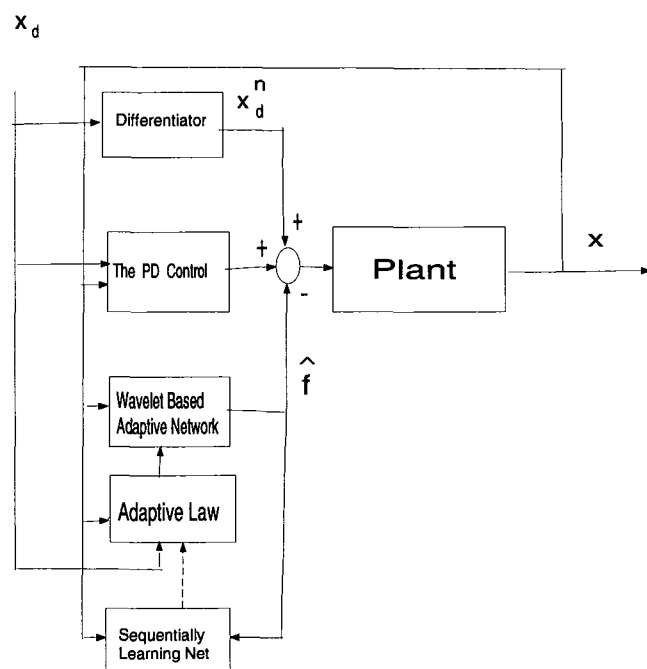 x_d
Differentiator
x_d^n
+
The PD Control
+
-
Plant
x
f̂
Wavelet Based
Adaptive Network
Adaptive Law
Sequentially
Learning Net